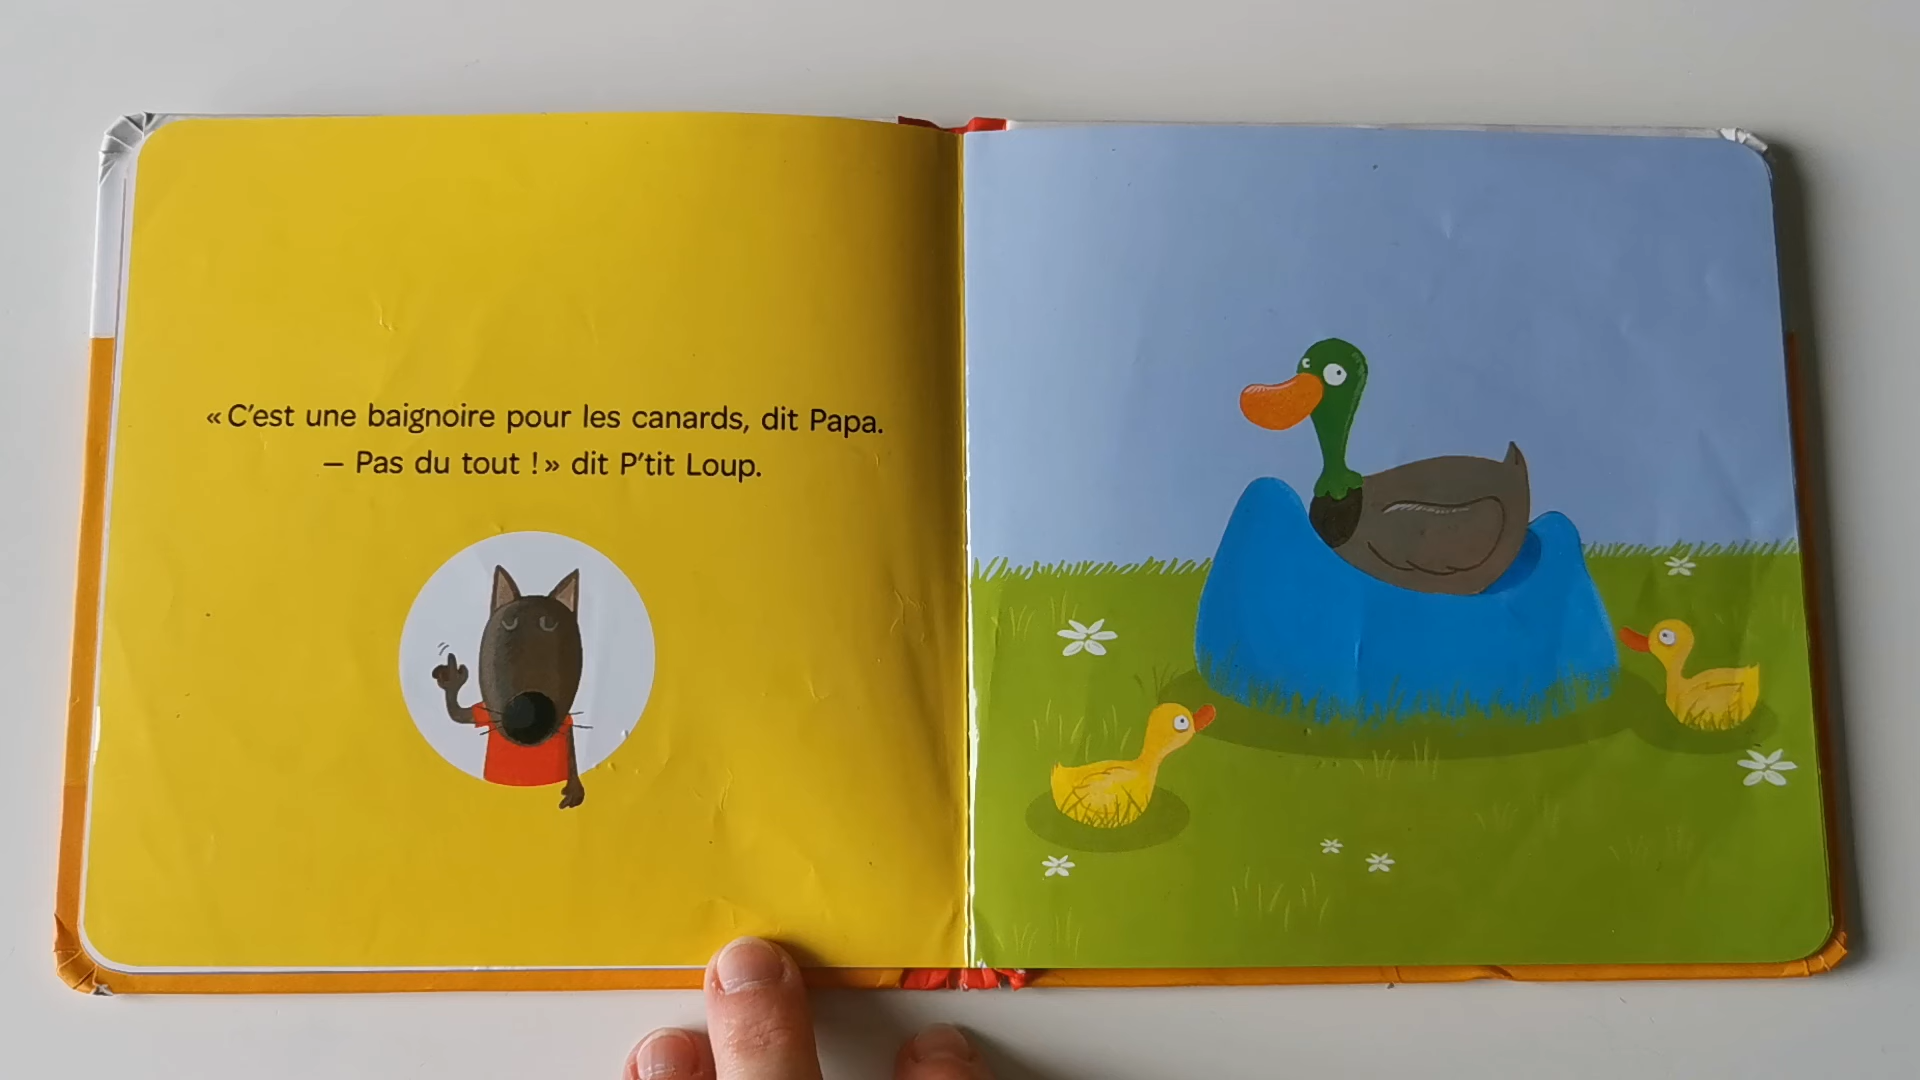 « C'est une baignoire pour les canards, dit Papa.
– Pas du tout ! » dit P'tit Loup.